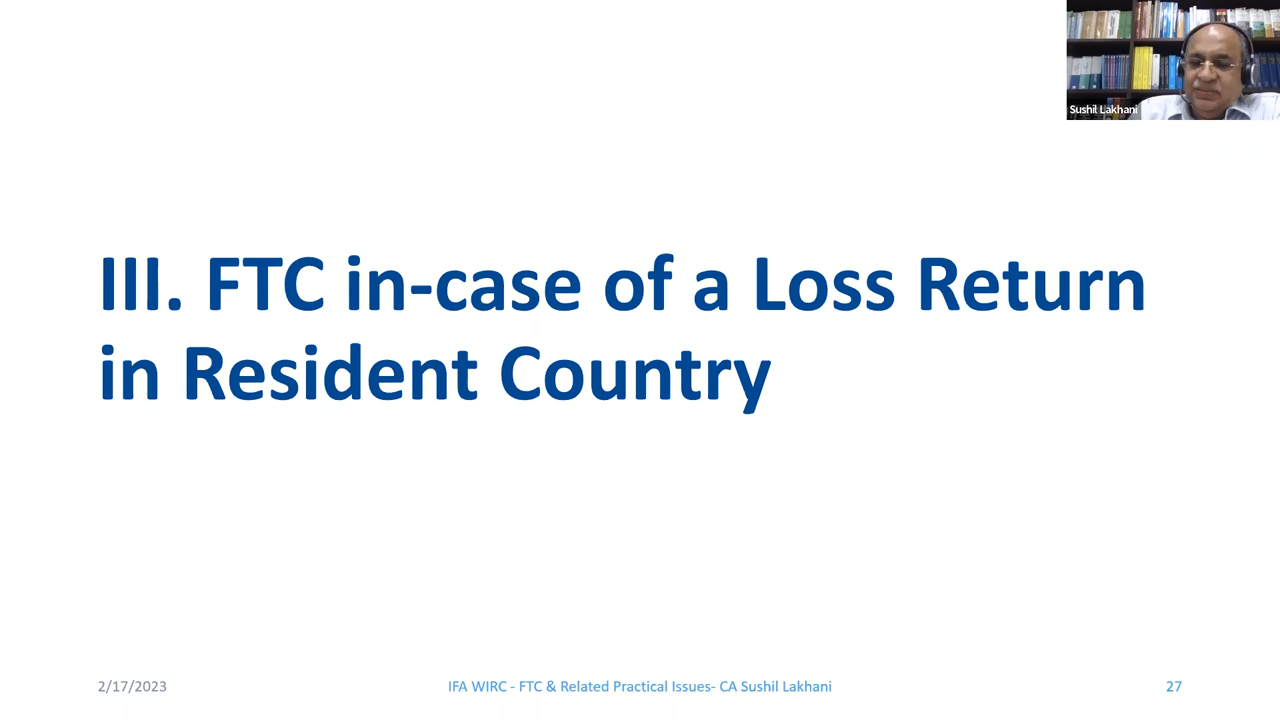 Sushil Lakhani
III. FTC in-case of a Loss Return
in Resident Country
2/17/2023
IFA WIRC - FTC & Related Practical Issues- CA Sushil Lakhani
27